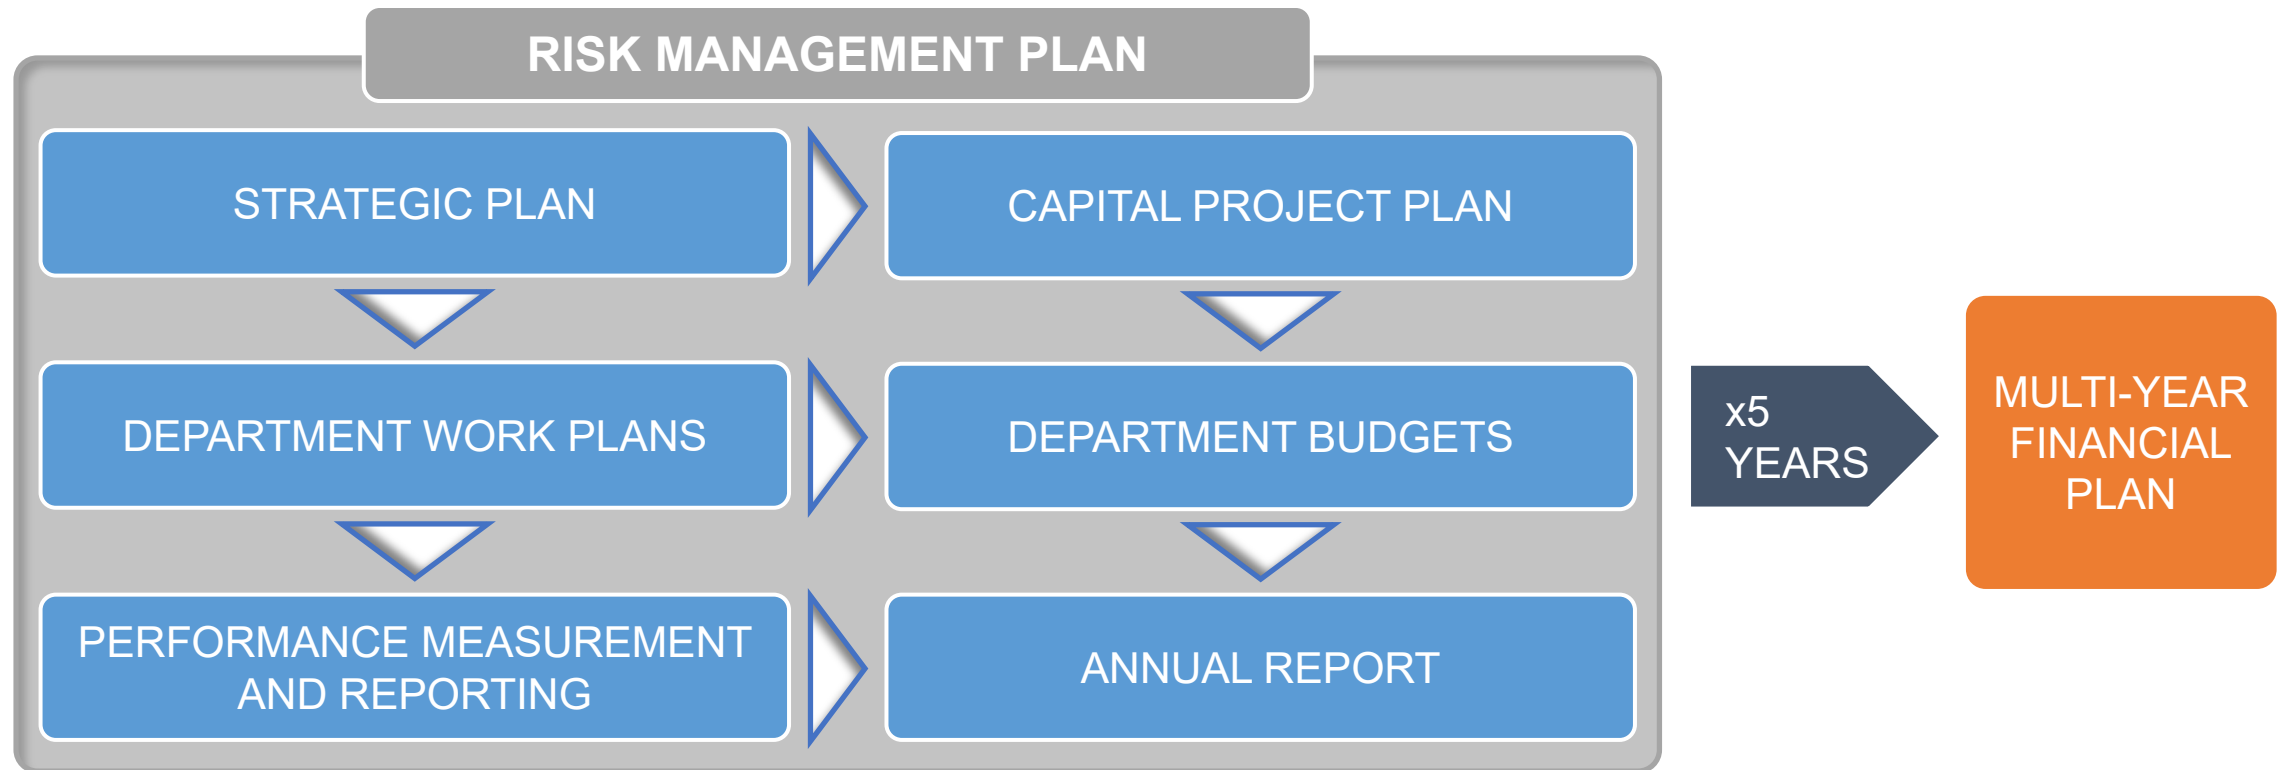 RISK MANAGEMENT PLAN
STRATEGIC PLAN
CAPITAL PROJECT PLAN
DEPARTMENT WORK PLANS
DEPARTMENT BUDGETS
PERFORMANCE MEASUREMENT
AND REPORTING
ANNUAL REPORT
x5
YEARS
MULTI-YEAR
FINANCIAL
PLAN